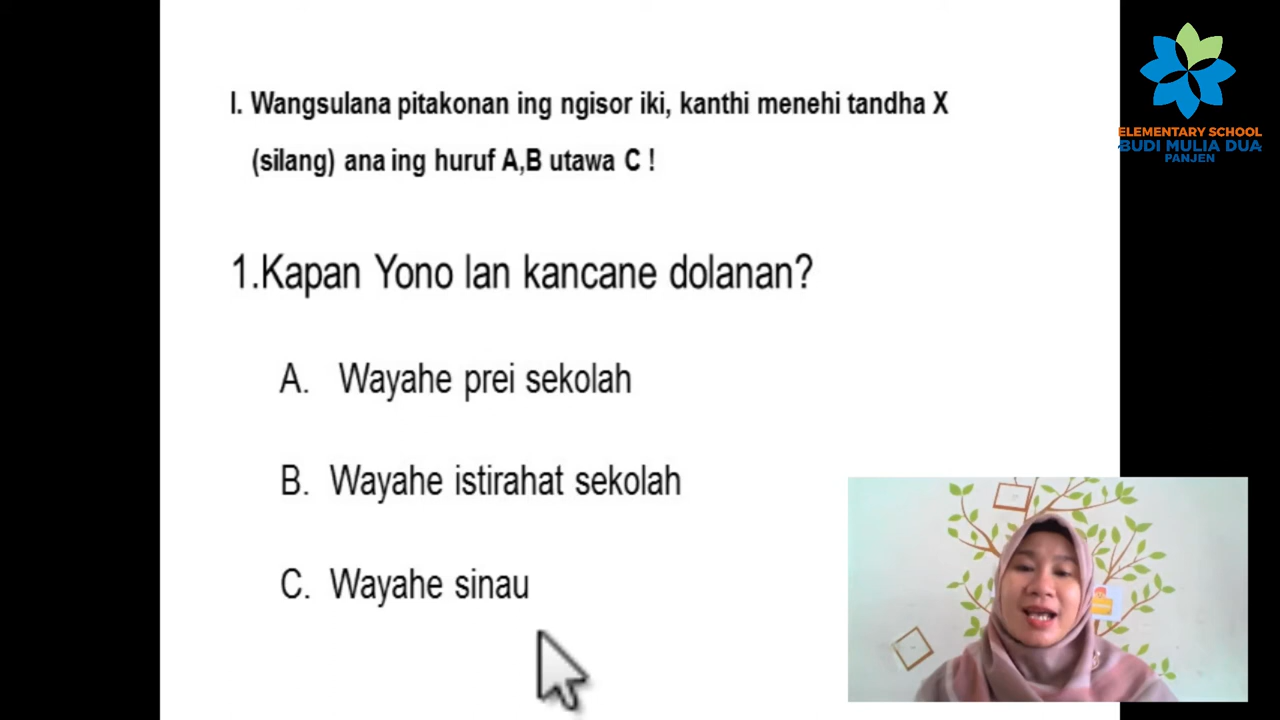 I. Wangsulana pitakonan ing ngisor iki, kanthi menehi tandha X
(silang) ana ing huruf A,B utawa C !
1.Kapan Yono lan kancane dolanan?
A. Wayahe prei sekolah
B. Wayahe istirahat sekolah
C. Wayahe sinau
ELEMENTARY SCHOOL
BUDI MULIA DUA
PANJEN